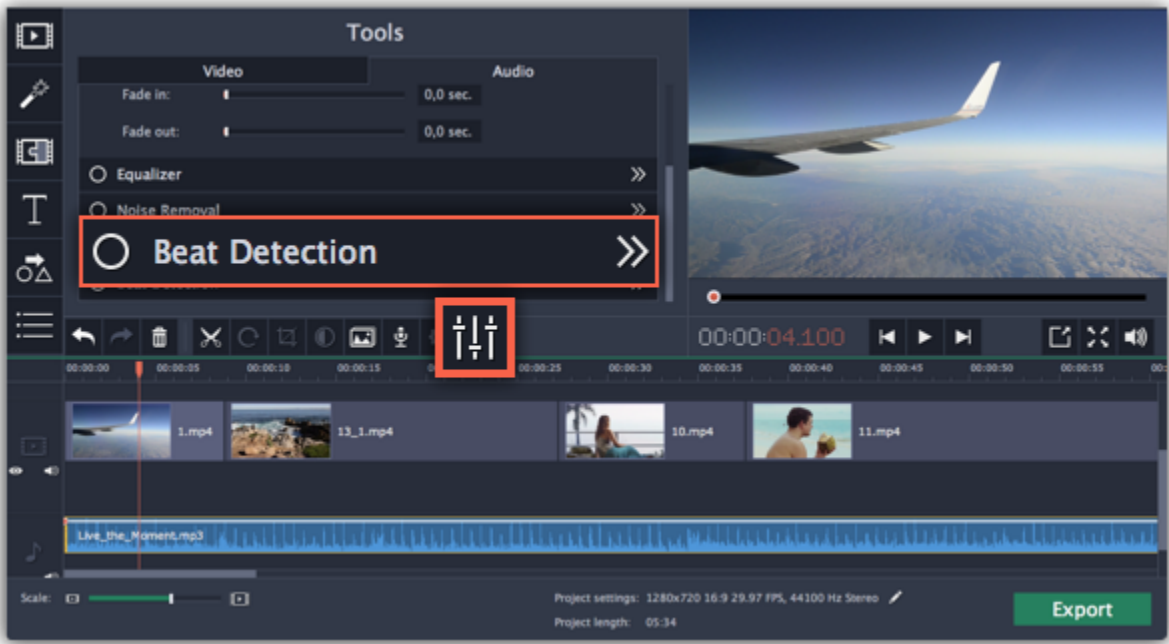 Tools
Video Audio
Fade in: 0,0 sec.
Fade out: 0,0 sec.
Equalizer
Noise Removal
Beat Detection
00:00:04.100
00:00:00 00:00:05 00:00:10 00:00:15 00:00:25 00:00:30 00:00:35 00:00:40 00:00:45 00:00:50 00:00:55
1.mp4 13_1.mp4 10.mp4 11.mp4
Live_the_Moment.mp3
Scale:
Project settings: 1280x720 16:9 29.97 FPS, 44100 Hz Stereo
Project length: 05:34
Export